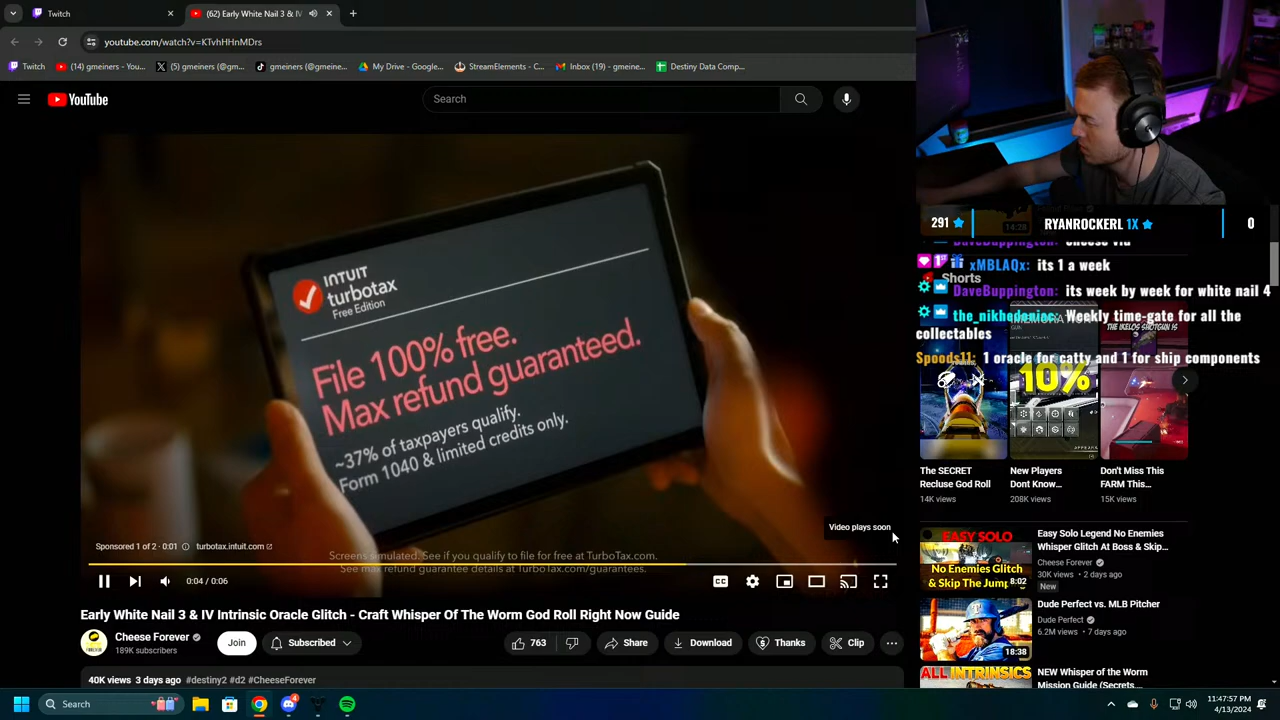 Twitch
(62) Early White Nail 3 & IV
youtube.com/watch?v=KTvhHHnMDrs
Twitch
(14) gmeiners - You...
(5) gmeiners (@gm...
gmeiners (@gmeine...
My Drive - Google...
StreamElements - C...
Inbox (19) - gmeine...
Destiny Data Comp...
YouTube
Search
INTUIT
turbotax
Free Edition
File 100% free.
Max refund guaranteed.
~37% of taxpayers qualify.
Form 1040 & limited credits only.
Screens simulated. See if you qualify to file for free at TurboTax.com.
See max refund guarantee details at TurboTax.com/guarantees.
Video plays soon
Sponsored 1 of 2 · 0:01
turbotax.intuit.com
0:04 / 0:06
Early White Nail 3 & IV Intrinsic Oracle Glitch - Craft Whisper Of The Worm God Roll Right Now Guide
Cheese Forever
189K subscribers
Join
Subscribed
763
Share
Download
Thanks
Clip
40K views 3 days ago #destiny2 #d2 #CheeseForever
291
RYANROCKERL 1X
0
14:28
DaveBuppington: cheese via
xMBLAQx: its 1 a week
Shorts
DaveBuppington: its week by week for white nail 4
the_nikhedonias: Weekly time-gate for all the
collectables
Spoods11: 1 oracle for catty and 1 for ship components
THE IKELOS SHOTGUN IS
10%
The SECRET
Recluse God Roll
14K views
New Players
Dont Know...
208K views
Don't Miss This
FARM This...
15K views
EASY SOLO
No Enemies Glitch
& Skip The Jump
8:02
Easy Solo Legend No Enemies
Whisper Glitch At Boss & Skip...
Cheese Forever
30K views · 2 days ago
New
18:38
Dude Perfect vs. MLB Pitcher
Dude Perfect
6.2M views · 7 days ago
ALL INTRINSICS
NEW Whisper of the Worm
Mission Guide (Secrets,
Search
4
11:47:57 PM
4/13/2024